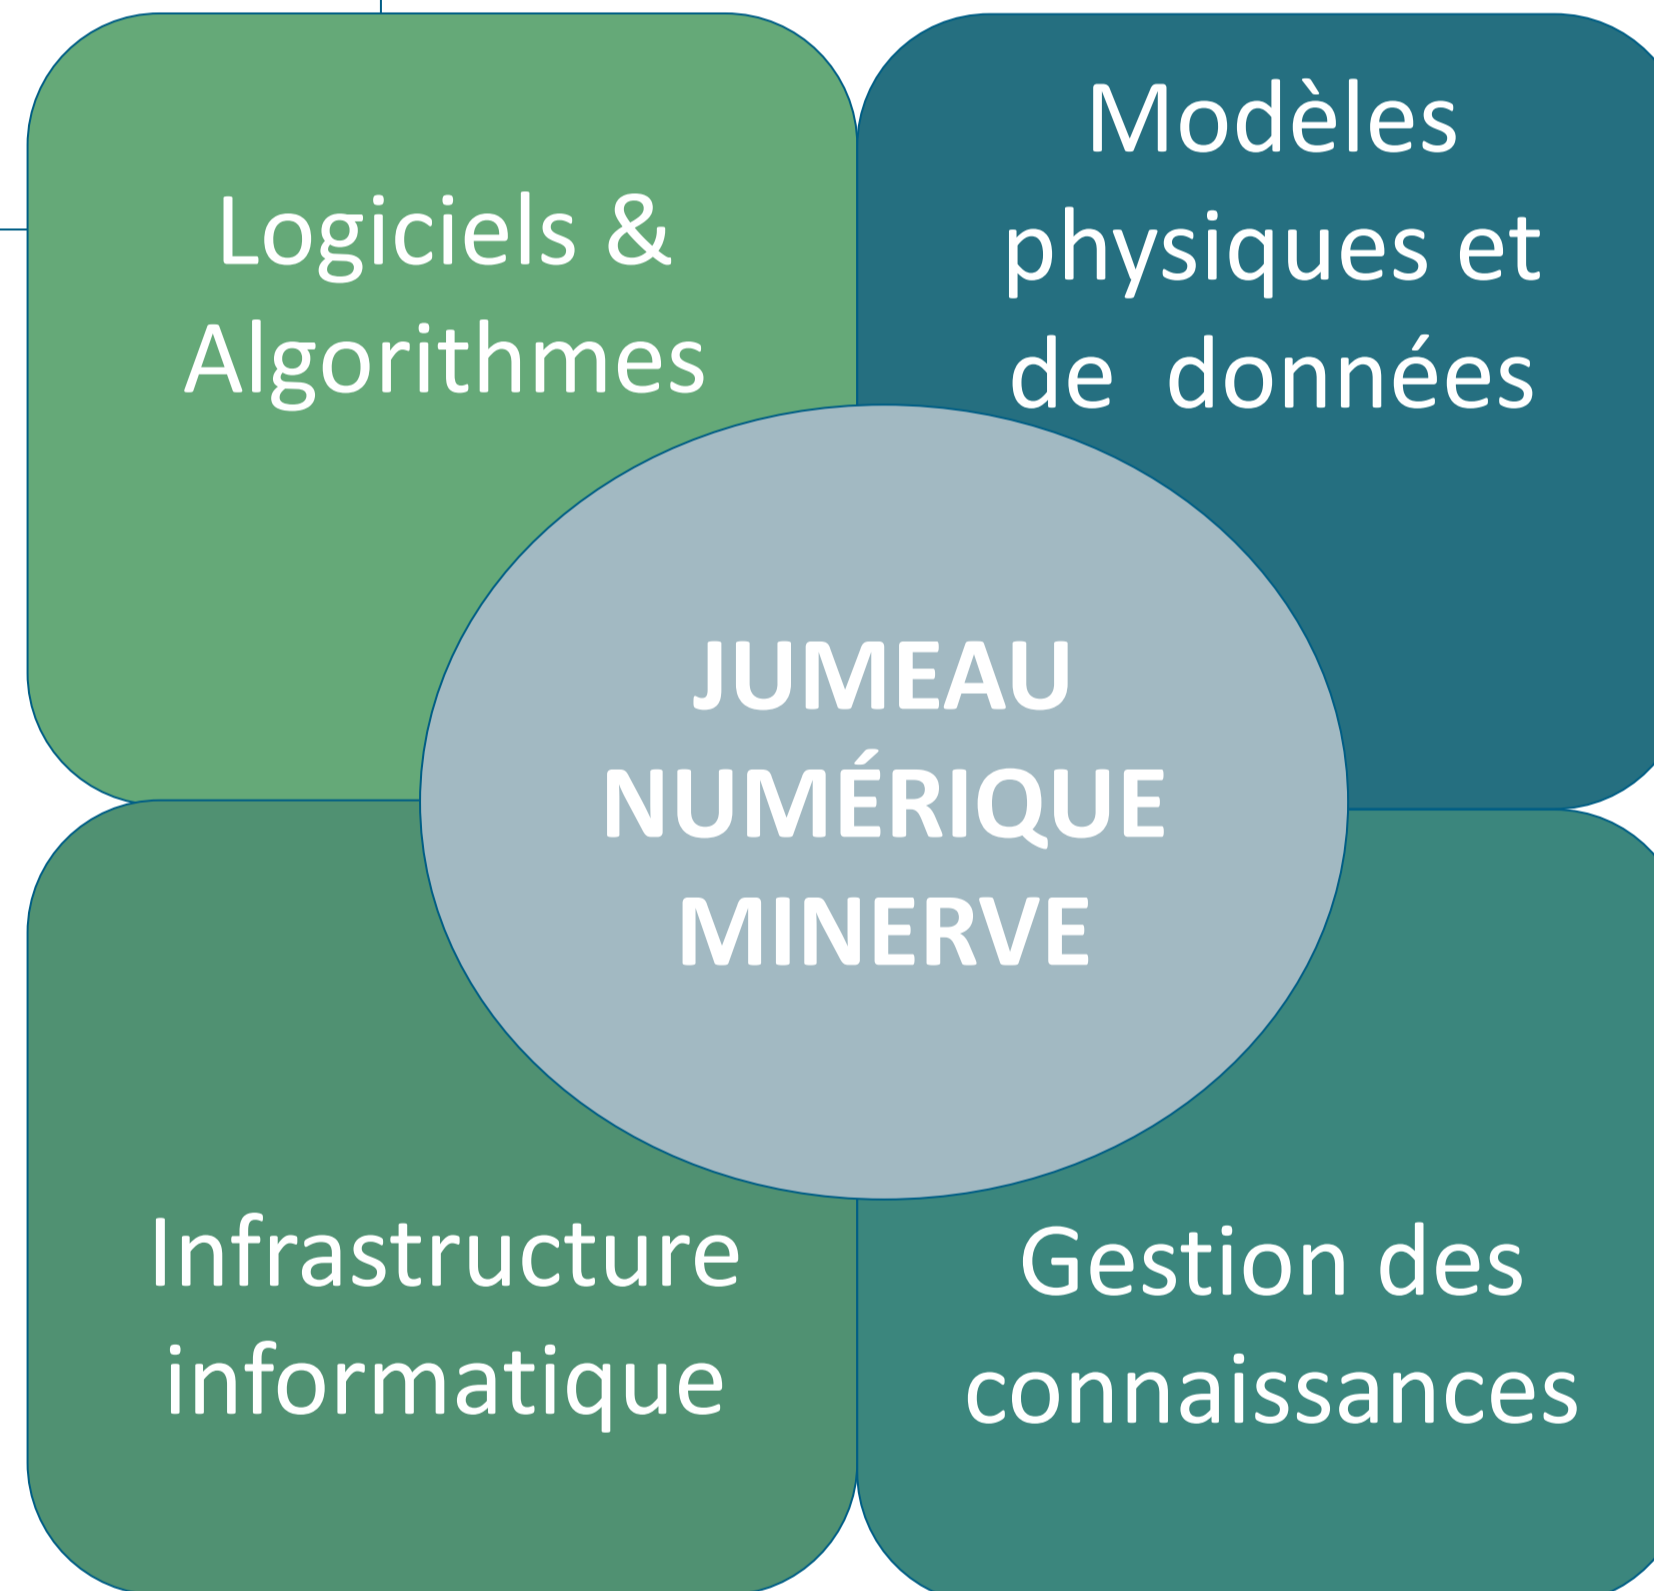 Logiciels &
Algorithmes
Modèles
physiques et
de  données
JUMEAU
NUMÉRIQUE
MINERVE
Infrastructure
informatique
Gestion des
connaissances